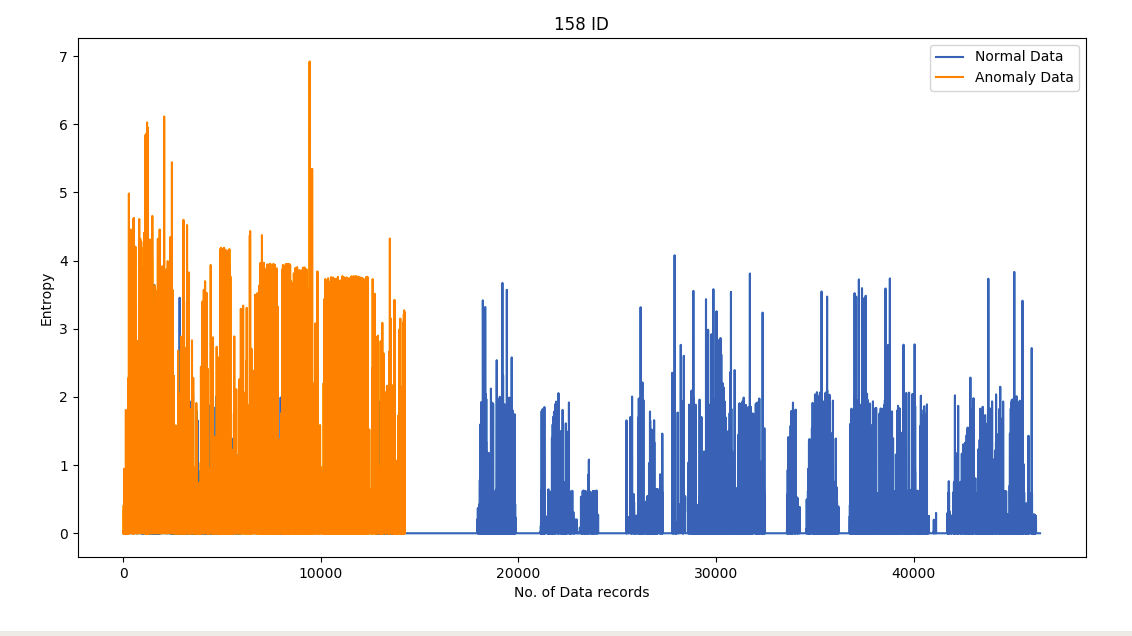 158 ID
Normal Data
Anomaly Data
7
6
5
4
3
2
1
0
Entropy
0 10000 20000 30000 40000
No. of Data records